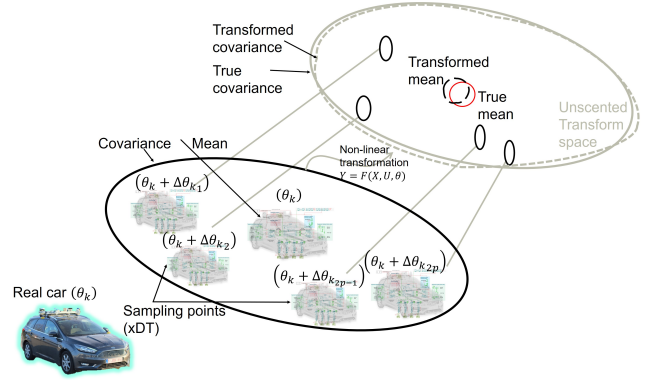 Transformed
covariance
True
covariance
Transformed
mean
True
mean
Unscented
Transform
space
Covariance
Mean
Non-linear
transformation
Y = F(X, U, θ)
(θₖ + Δθₖ₁)
(θₖ)
(θₖ + Δθₖ₂)
(θₖ + Δθₖ₂ₚ₋₁)
(θₖ + Δθₖ₂ₚ)
Real car (θₖ)
Sampling points
(xDT)